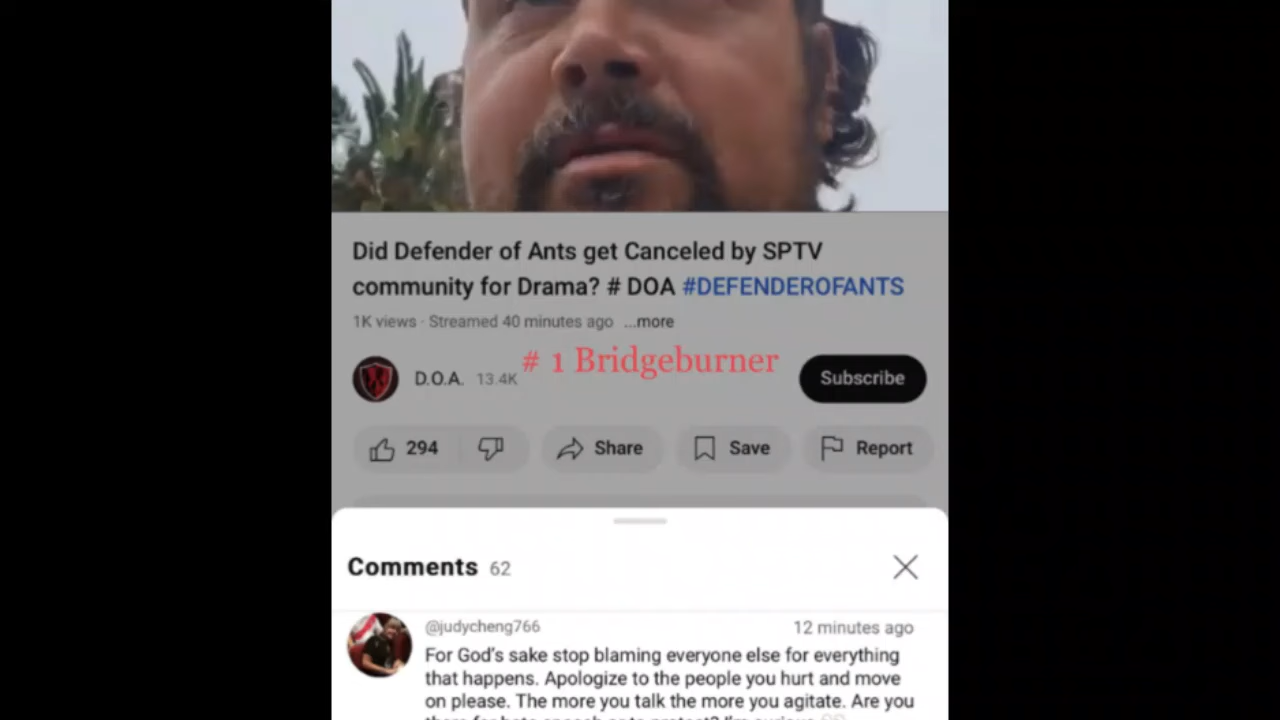 Did Defender of Ants get Canceled by SPTV
community for Drama? # DOA #DEFENDEROFANTS
1K views · Streamed 40 minutes ago ...more
# 1 Bridgeburner
D.O.A. 13.4K
Subscribe
294 Share Save Report
Comments 62
@judycheng766 12 minutes ago
For God's sake stop blaming everyone else for everything
that happens. Apologize to the people you hurt and move
on please. The more you talk the more you agitate. Are you